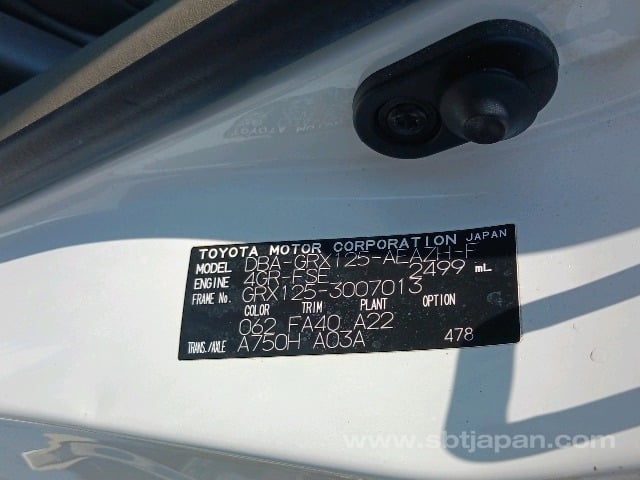 TOYOTA MOTOR CORPORATION JAPAN
MODEL DBA-GRX125-AEAZH-F
ENGINE 4GR-FSE 2499 mL
FRAME No. GRX125-3007013
COLOR TRIM PLANT OPTION
062 FA40 A22
TRANS./AXLE A750H A03A 478
www.sbtjapan.com